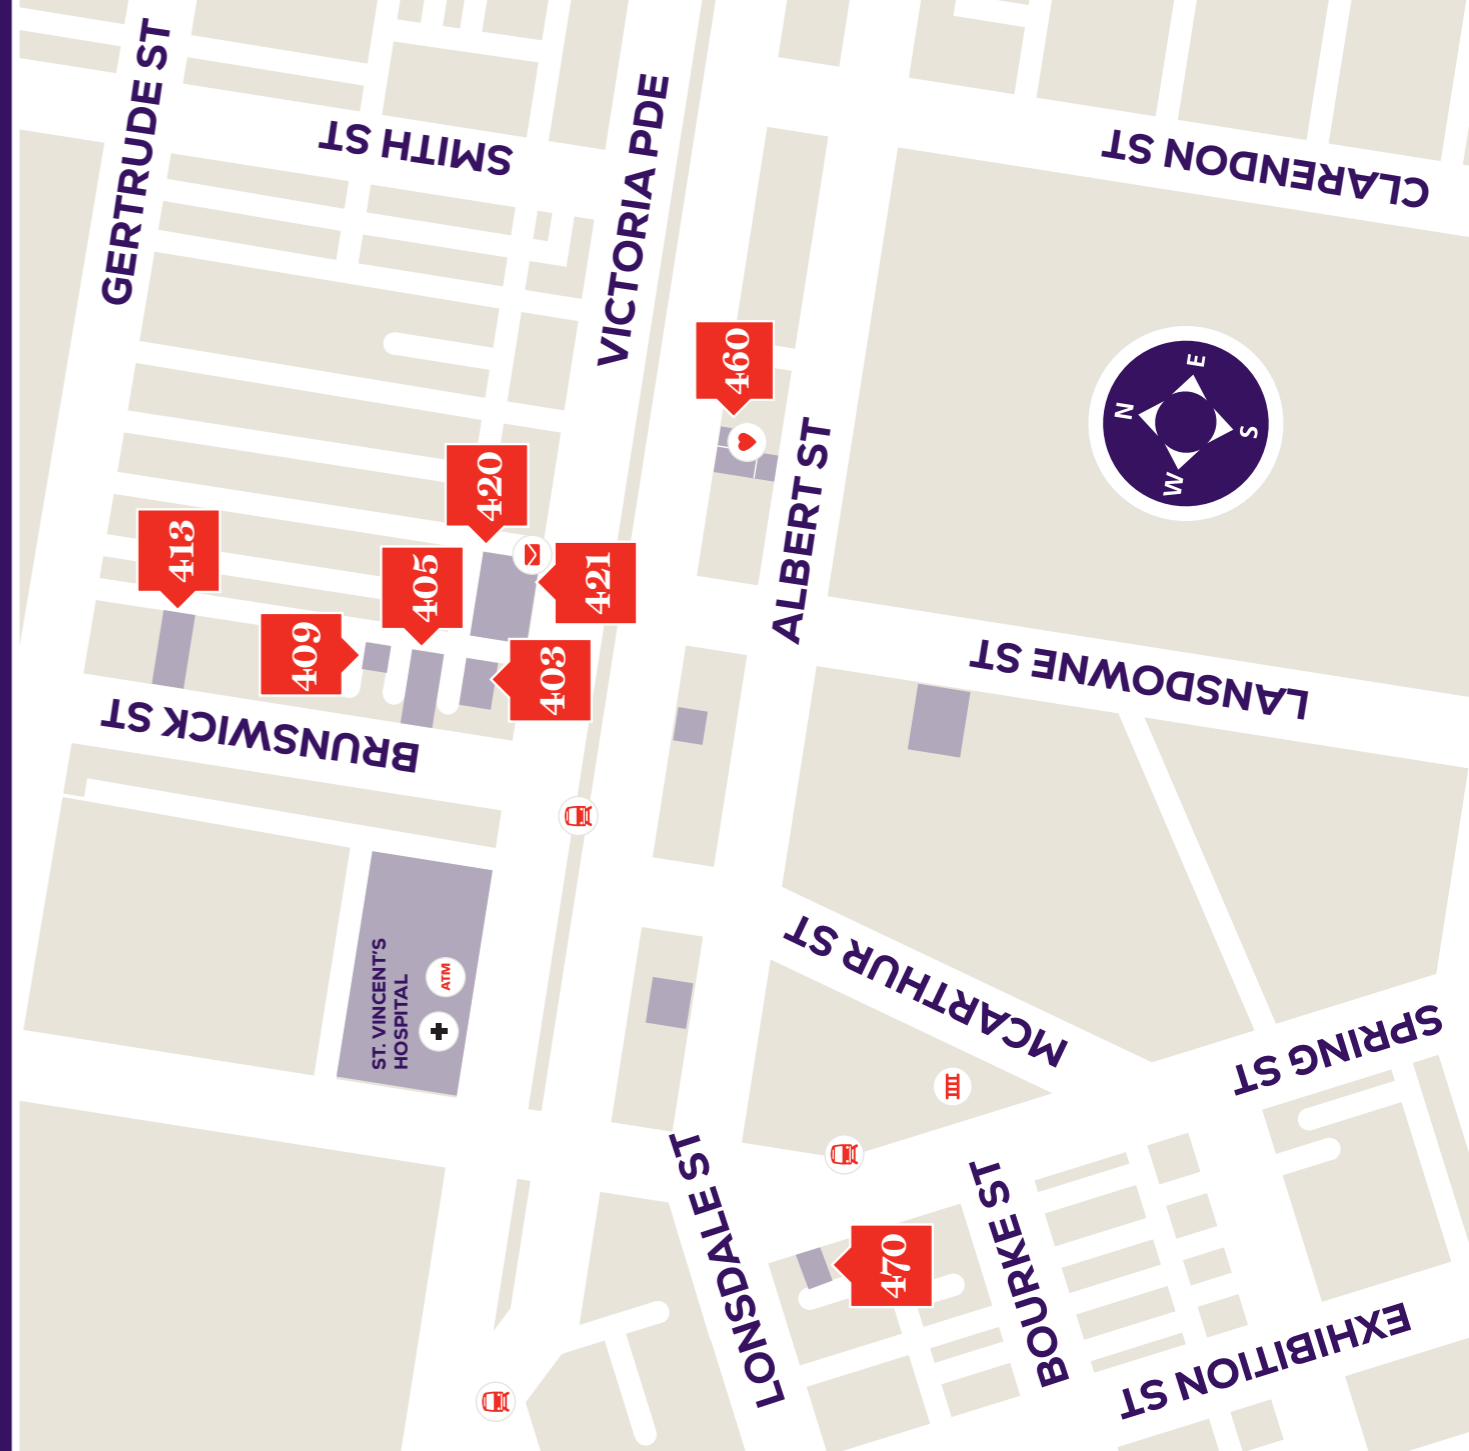 GERTRUDE ST
SMITH ST
VICTORIA PDE
CLARENDON ST
460
N
E
S
W
420
413
405
421
409
403
ALBERT ST
LANSDOWNE ST
BRUNSWICK ST
ST. VINCENT'S
HOSPITAL
ATM
MCARTHUR ST
SPRING ST
LONSDALE ST
470
BOURKE ST
EXHIBITION ST